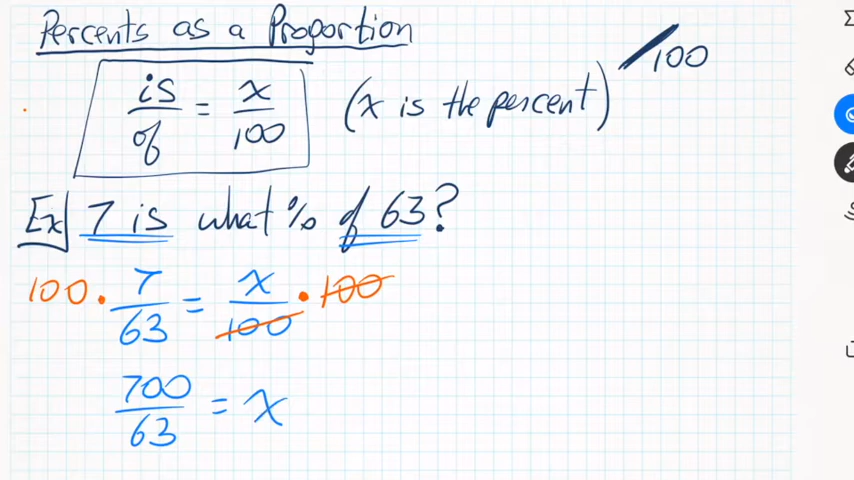 Percents as a Proportion
is/of = x/100 (x is the percent) /100
Ex| 7 is what % of 63?
100 • 7/63 = x/100 • 100
700/63 = x